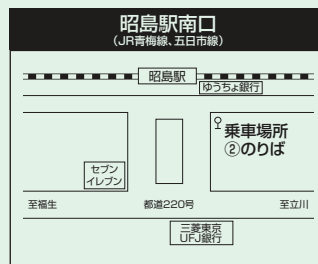 昭島駅南口
（JR青梅線、五日市線）
昭島駅
ゆうちょ銀行
乗車場所
②のりば
セブン
イレブン
至福生
都道220号
至立川
三菱東京
UFJ銀行